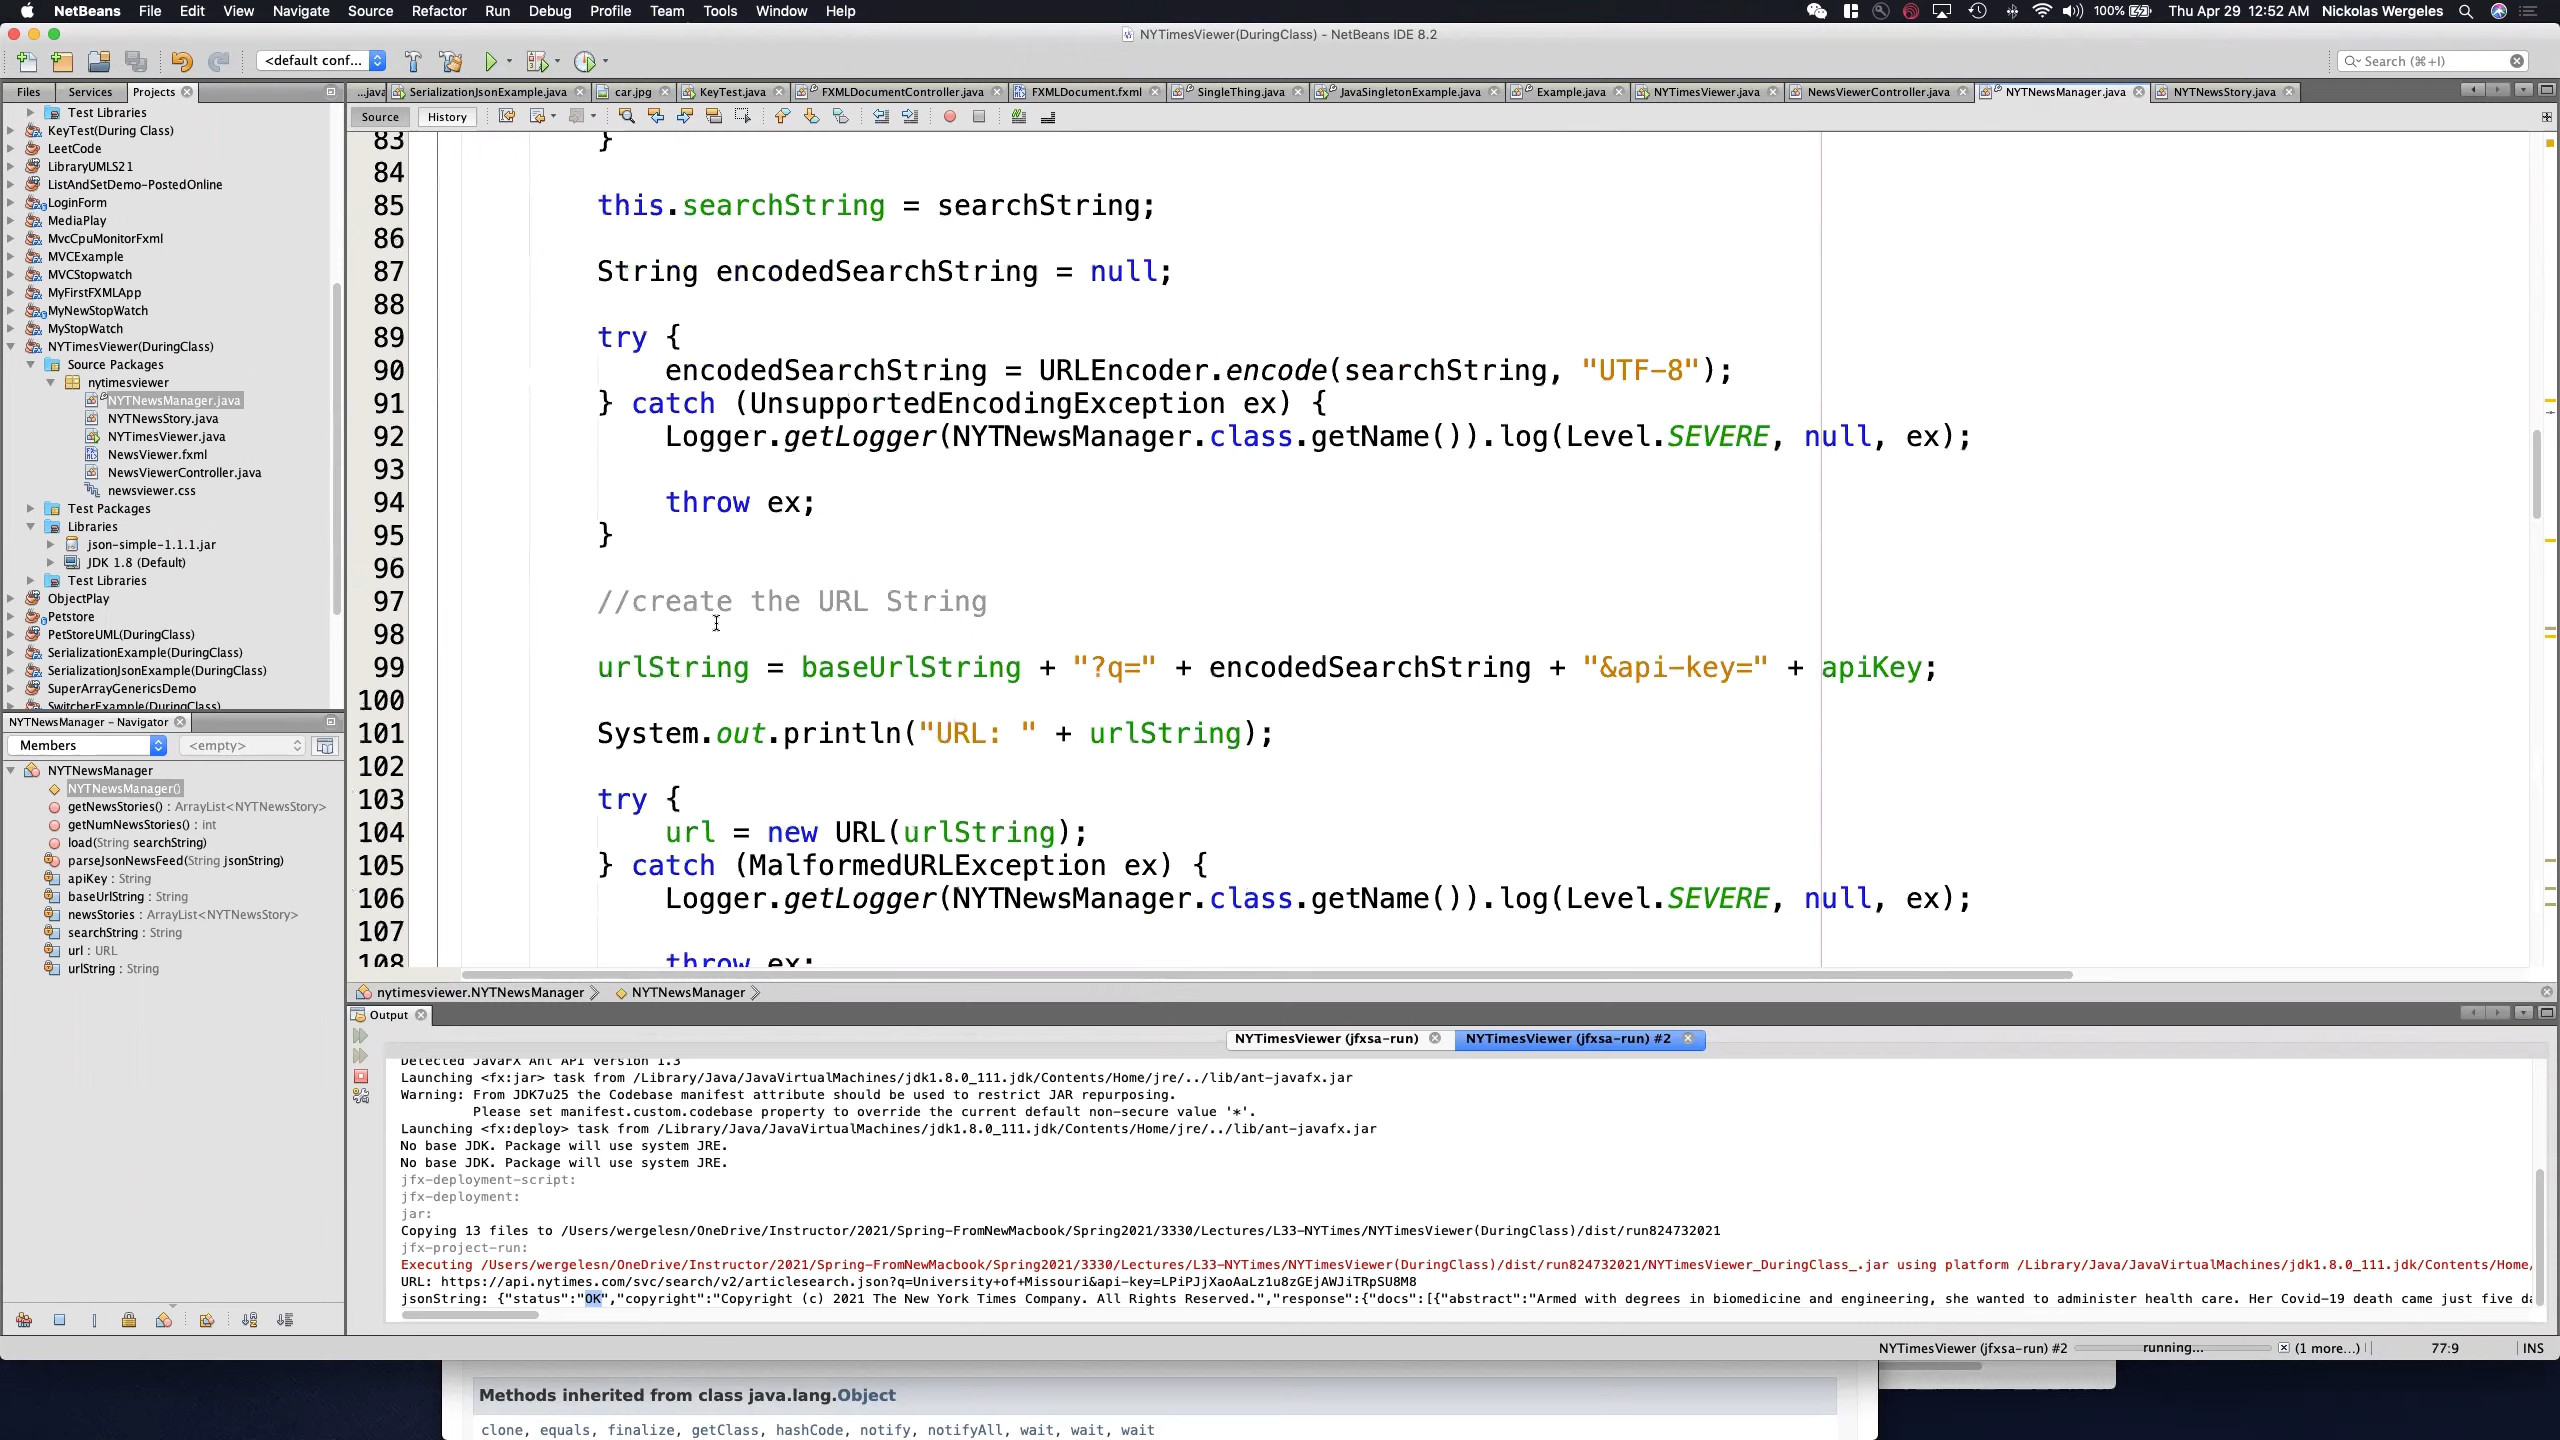 NetBeans File Edit View Navigate Source Refactor Run Debug Profile Team Tools Window Help 100% Thu Apr 29 12:52 AM Nickolas Wergeles
NYTimesViewer(DuringClass) - NetBeans IDE 8.2
<default conf... Search (⌘+I)
Files Services Projects
...java SerializationJsonExample.java car.jpg KeyTest.java FXMLDocumentController.java FXMLDocument.fxml SingleThing.java JavaSingletonExample.java Example.java NYTimesViewer.java NewsViewerController.java NYTNewsManager.java NYTNewsStory.java
Source History
Test Libraries
KeyTest(During Class)
LeetCode
LibraryUMLS21
ListAndSetDemo-PostedOnline
LoginForm
MediaPlay
MvcCpuMonitorFxml
MVCExample
MVCStopwatch
MyFirstFXMLApp
MyNewStopWatch
MyStopWatch
NYTimesViewer(DuringClass)
Source Packages
nytimesviewer
NYTNewsManager.java
NYTNewsStory.java
NYTimesViewer.java
NewsViewer.fxml
NewsViewerController.java
newsviewer.css
Test Packages
Libraries
json-simple-1.1.1.jar
JDK 1.8 (Default)
Test Libraries
ObjectPlay
Petstore
PetStoreUML(DuringClass)
SerializationExample(DuringClass)
SerializationJsonExample(DuringClass)
SuperArrayGenericsDemo
SwitcherExample(DuringClass)
NYTNewsManager - Navigator
Members <empty>
NYTNewsManager
NYTNewsManager()
getNewsStories() : ArrayList<NYTNewsStory>
getNumNewsStories() : int
load(String searchString)
parseJsonNewsFeed(String jsonString)
apiKey : String
baseUrlString : String
newsStories : ArrayList<NYTNewsStory>
searchString : String
url : URL
urlString : String
83 }
84
85 this.searchString = searchString;
86
87 String encodedSearchString = null;
88
89 try {
90 encodedSearchString = URLEncoder.encode(searchString, "UTF-8");
91 } catch (UnsupportedEncodingException ex) {
92 Logger.getLogger(NYTNewsManager.class.getName()).log(Level.SEVERE, null, ex);
93
94 throw ex;
95 }
96
97 //create the URL String
98
99 urlString = baseUrlString + "?q=" + encodedSearchString + "&api-key=" + apiKey;
100
101 System.out.println("URL: " + urlString);
102
103 try {
104 url = new URL(urlString);
105 } catch (MalformedURLException ex) {
106 Logger.getLogger(NYTNewsManager.class.getName()).log(Level.SEVERE, null, ex);
107
108 throw ex;
nytimesviewer.NYTNewsManager NYTNewsManager
Output
NYTimesViewer (jfxsa-run) NYTimesViewer (jfxsa-run) #2
Detected JavaFX Ant API version 1.3
Launching <fx:jar> task from /Library/Java/JavaVirtualMachines/jdk1.8.0_111.jdk/Contents/Home/jre/../lib/ant-javafx.jar
Warning: From JDK7u25 the Codebase manifest attribute should be used to restrict JAR repurposing.
Please set manifest.custom.codebase property to override the current default non-secure value '*'.
Launching <fx:deploy> task from /Library/Java/JavaVirtualMachines/jdk1.8.0_111.jdk/Contents/Home/jre/../lib/ant-javafx.jar
No base JDK. Package will use system JRE.
No base JDK. Package will use system JRE.
jfx-deployment-script:
jfx-deployment:
jar:
Copying 13 files to /Users/wergelesn/OneDrive/Instructor/2021/Spring-FromNewMacbook/Spring2021/3330/Lectures/L33-NYTimes/NYTimesViewer(DuringClass)/dist/run824732021
jfx-project-run:
Executing /Users/wergelesn/OneDrive/Instructor/2021/Spring-FromNewMacbook/Spring2021/3330/Lectures/L33-NYTimes/NYTimesViewer(DuringClass)/dist/run824732021/NYTimesViewer_DuringClass_.jar using platform /Library/Java/JavaVirtualMachines/jdk1.8.0_111.jdk/Contents/Home/
URL: https://api.nytimes.com/svc/search/v2/articlesearch.json?q=University+of+Missouri&api-key=LPiPJjXaoAaLz1u8zGEjAWJiTRpSU8M8
jsonString: {"status":"OK","copyright":"Copyright (c) 2021 The New York Times Company. All Rights Reserved.","response":{"docs":[{"abstract":"Armed with degrees in biomedicine and engineering, she wanted to administer health care. Her Covid-19 death came just five da
NYTimesViewer (jfxsa-run) #2 running... (1 more...) 77:9 INS
Methods inherited from class java.lang.Object
clone, equals, finalize, getClass, hashCode, notify, notifyAll, wait, wait, wait